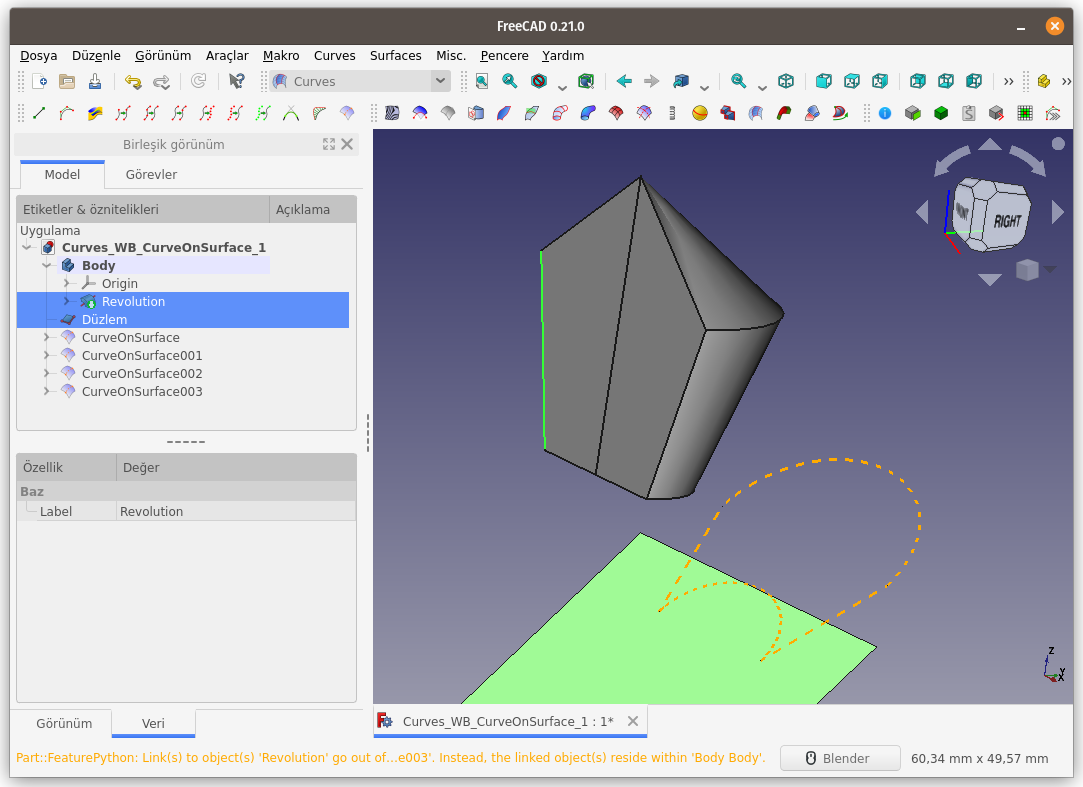 FreeCAD 0.21.0
Dosya Düzenle Görünüm Araçlar Makro Curves Surfaces Misc. Pencere Yardım
Curves
Birleşik görünüm
Model Görevler
Etiketler & öznitelikleri Açıklama
Uygulama
Curves_WB_CurveOnSurface_1
Body
Origin
Revolution
Düzlem
CurveOnSurface
CurveOnSurface001
CurveOnSurface002
CurveOnSurface003
Özellik Değer
Baz
Label Revolution
Görünüm Veri
RIGHT
Z
Y
X
Curves_WB_CurveOnSurface_1 : 1*
Part::FeaturePython: Link(s) to object(s) 'Revolution' go out of...e003'. Instead, the linked object(s) reside within 'Body Body'.
Blender
60,34 mm x 49,57 mm